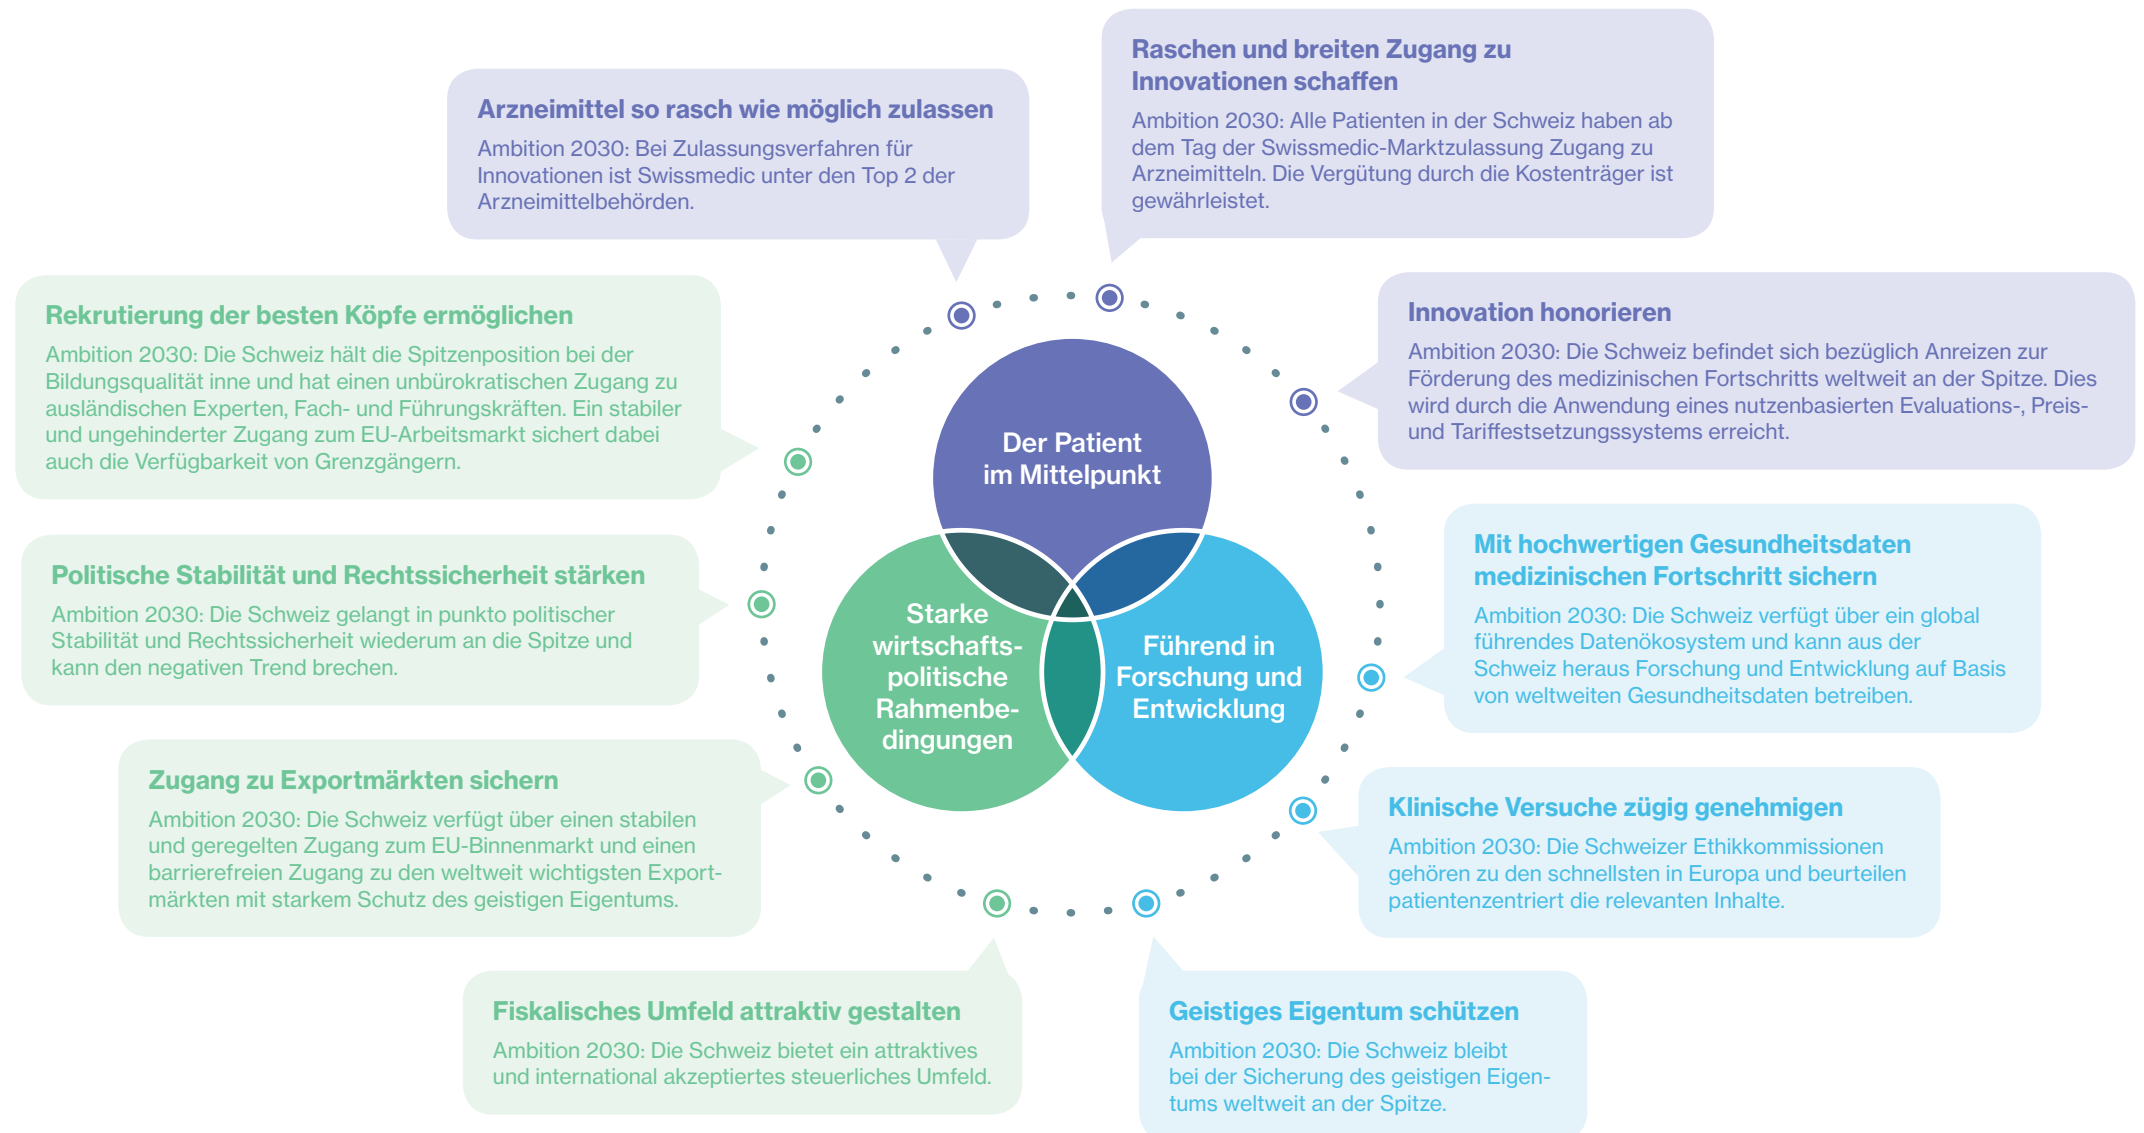 Raschen und breiten Zugang zu
Innovationen schaffen
Ambition 2030: Alle Patienten in der Schweiz haben ab
dem Tag der Swissmedic-Marktzulassung Zugang zu
Arzneimitteln. Die Vergütung durch die Kostenträger ist
gewährleistet.
Arzneimittel so rasch wie möglich zulassen
Ambition 2030: Bei Zulassungsverfahren für
Innovationen ist Swissmedic unter den Top 2 der
Arzneimittelbehörden.
Rekrutierung der besten Köpfe ermöglichen
Ambition 2030: Die Schweiz hält die Spitzenposition bei der
Bildungsqualität inne und hat einen unbürokratischen Zugang zu
ausländischen Experten, Fach- und Führungskräften. Ein stabiler
und ungehinderter Zugang zum EU-Arbeitsmarkt sichert dabei
auch die Verfügbarkeit von Grenzgängern.
Innovation honorieren
Ambition 2030: Die Schweiz befindet sich bezüglich Anreizen zur
Förderung des medizinischen Fortschritts weltweit an der Spitze. Dies
wird durch die Anwendung eines nutzenbasierten Evaluations-, Preis-
und Tariffestsetzungssystems erreicht.
Der Patient
im Mittelpunkt
Politische Stabilität und Rechtssicherheit stärken
Ambition 2030: Die Schweiz gelangt in punkto politischer
Stabilität und Rechtssicherheit wiederum an die Spitze und
kann den negativen Trend brechen.
Starke
wirtschafts-
politische
Rahmenbe-
dingungen
Führend in
Forschung und
Entwicklung
Mit hochwertigen Gesundheitsdaten
medizinischen Fortschritt sichern
Ambition 2030: Die Schweiz verfügt über ein global
führendes Datenökosystem und kann aus der
Schweiz heraus Forschung und Entwicklung auf Basis
von weltweiten Gesundheitsdaten betreiben.
Zugang zu Exportmärkten sichern
Ambition 2030: Die Schweiz verfügt über einen stabilen
und geregelten Zugang zum EU-Binnenmarkt und einen
barrierefreien Zugang zu den weltweit wichtigsten Export-
märkten mit starkem Schutz des geistigen Eigentums.
Klinische Versuche zügig genehmigen
Ambition 2030: Die Schweizer Ethikkommissionen
gehören zu den schnellsten in Europa und beurteilen
patientenzentriert die relevanten Inhalte.
Fiskalisches Umfeld attraktiv gestalten
Ambition 2030: Die Schweiz bietet ein attraktives
und international akzeptiertes steuerliches Umfeld.
Geistiges Eigentum schützen
Ambition 2030: Die Schweiz bleibt
bei der Sicherung des geistigen Eigen-
tums weltweit an der Spitze.